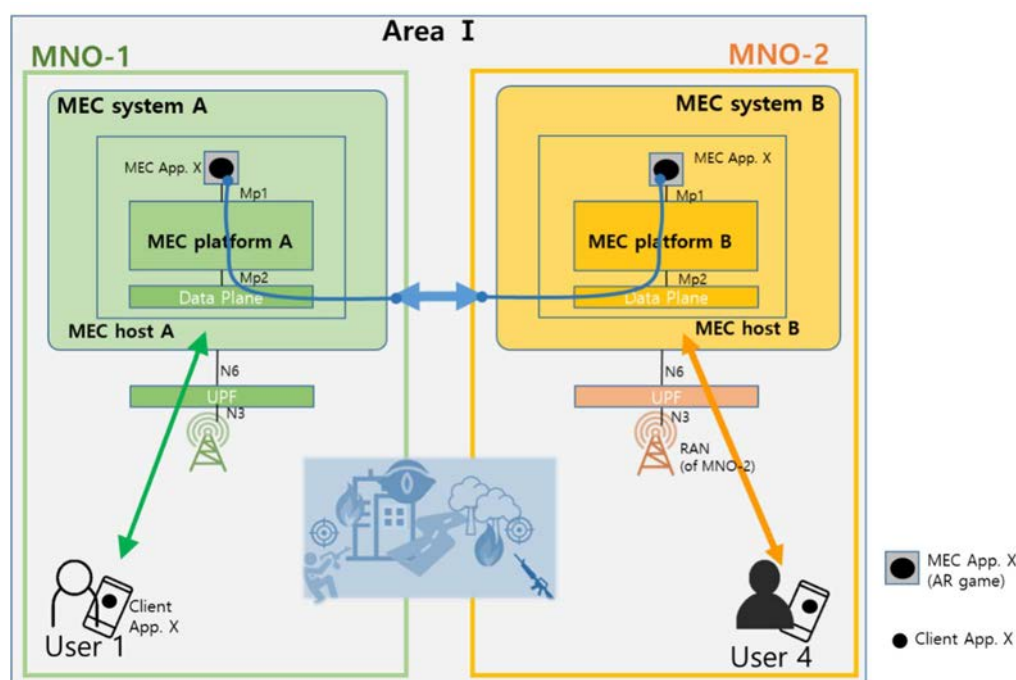 Area I
MNO-1
MNO-2
MEC system A
MEC App. X
Mp1
MEC platform A
Mp2
Data Plane
MEC host A
N6
UPF
N3
MEC system B
MEC App. X
Mp1
MEC platform B
Mp2
Data Plane
MEC host B
N6
UPF
N3
RAN
(of MNO-2)
Client
App. X
User 1
User 4
MEC App. X
(AR game)
Client App. X